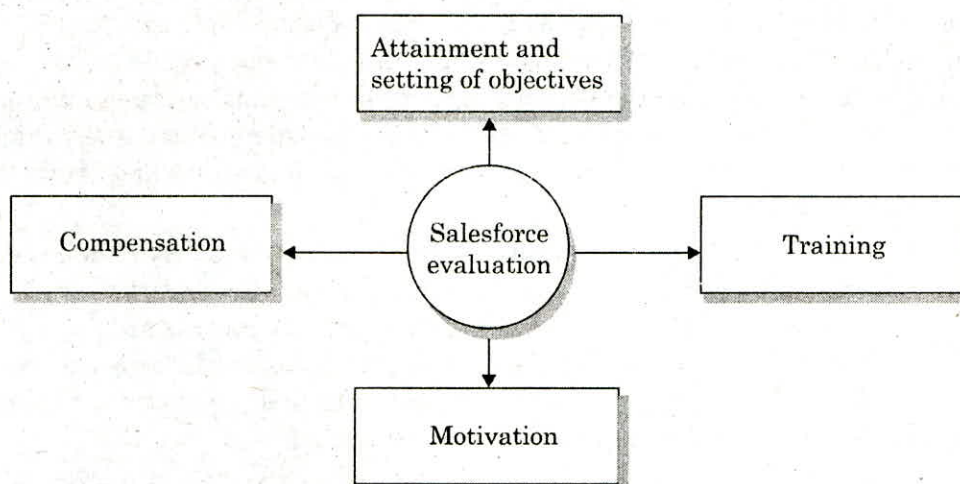 Attainment and
setting of objectives
Compensation
Salesforce
evaluation
Training
Motivation